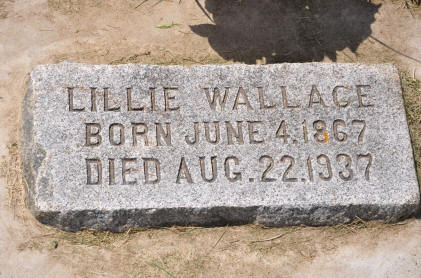 LILLIE WALLACE
BORN JUNE 4.1867
DIED AUG.22.1937